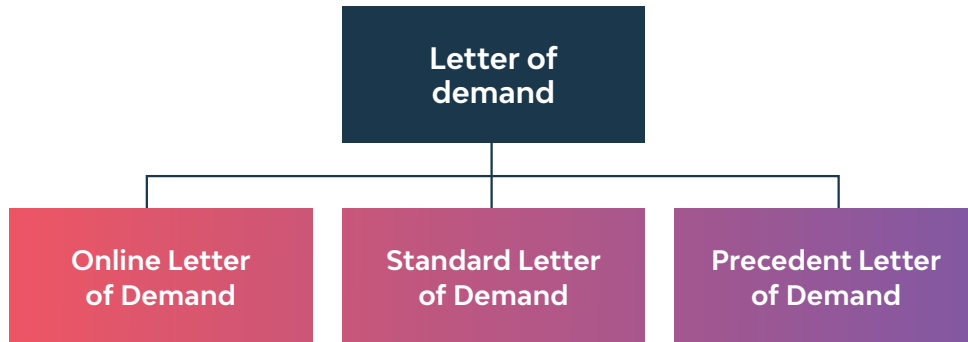 Letter of
demand
Online Letter
of Demand
Standard Letter
of Demand
Precedent Letter
of Demand